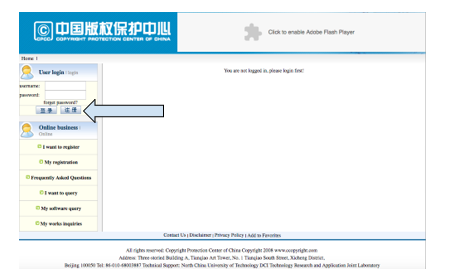 中国版权保护中心
COPYRIGHT PROTECTION CENTER OF CHINA
Click to enable Adobe Flash Player
Home |
User login / login
username:
password:
forgot password?
登 录 注 册
Online business /
Online
I want to register
My registration
Frequently Asked Questions
I want to query
My software query
My works inquiries
You are not logged in, please login first!
Contact Us | Disclaimer | Privacy Policy | Add to Favorites
All rights reserved: Copyright Protection Center of China Copyright 2008 www.ccopyright.com
Address: Three-storied Building A, Tianqiao Art Tower, No. 1 Tianqiao South Street, Xicheng District,
Beijing 100050 Tel: 86-010-68003887 Technical Support: North China University of Technology DCI Technology Research and Application Joint Laboratory